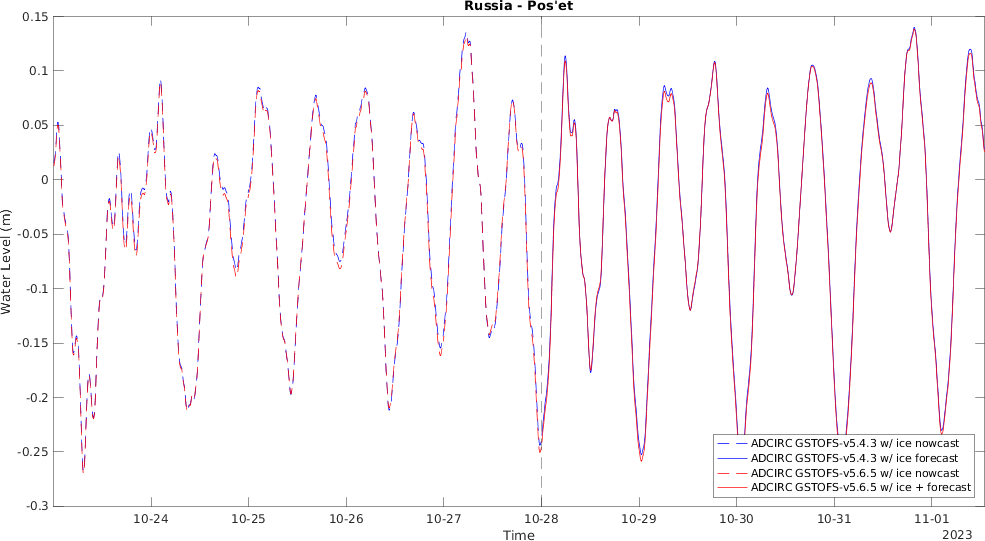 Russia - Pos'et
0.15
0.1
0.05
0
-0.05
-0.1
-0.15
-0.2
-0.25
-0.3
Water Level (m)
ADCIRC GSTOFS-v5.4.3 w/ ice nowcast
ADCIRC GSTOFS-v5.4.3 w/ ice forecast
ADCIRC GSTOFS-v5.6.5 w/ ice nowcast
ADCIRC GSTOFS-v5.6.5 w/ ice + forecast
10-24 10-25 10-26 10-27 10-28 10-29 10-30 10-31 11-01
Time
2023